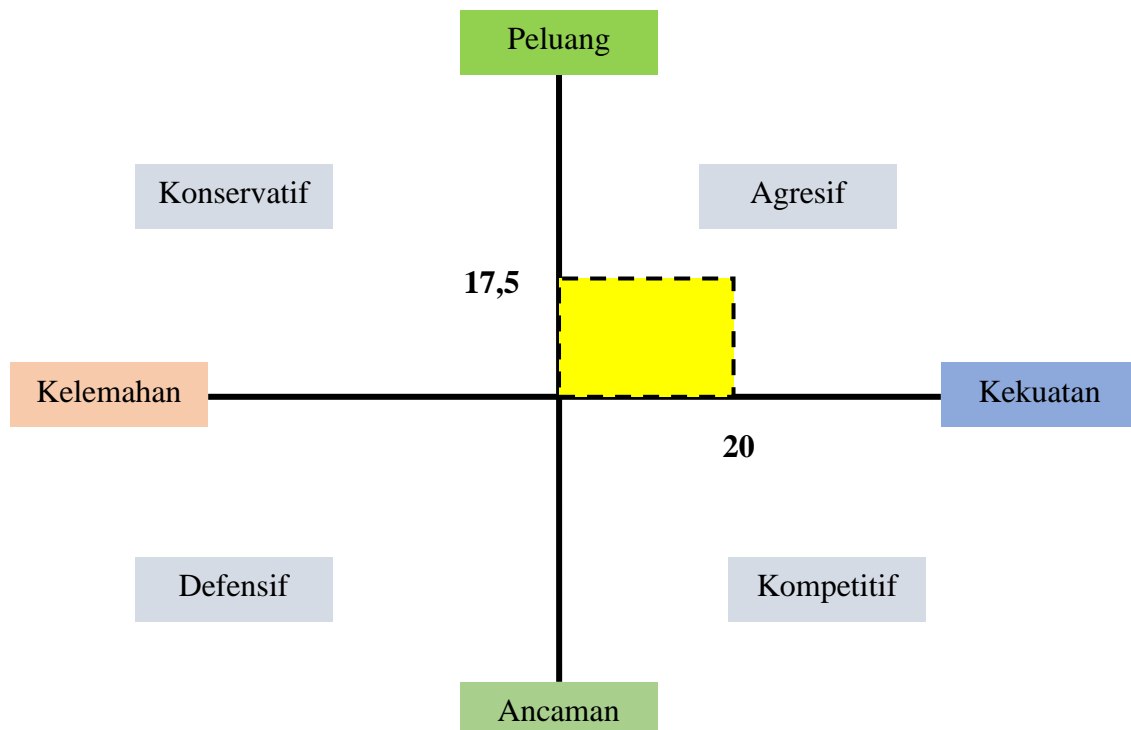 Peluang
Konservatif
Agresif
17,5
Kelemahan
Kekuatan
20
Defensif
Kompetitif
Ancaman